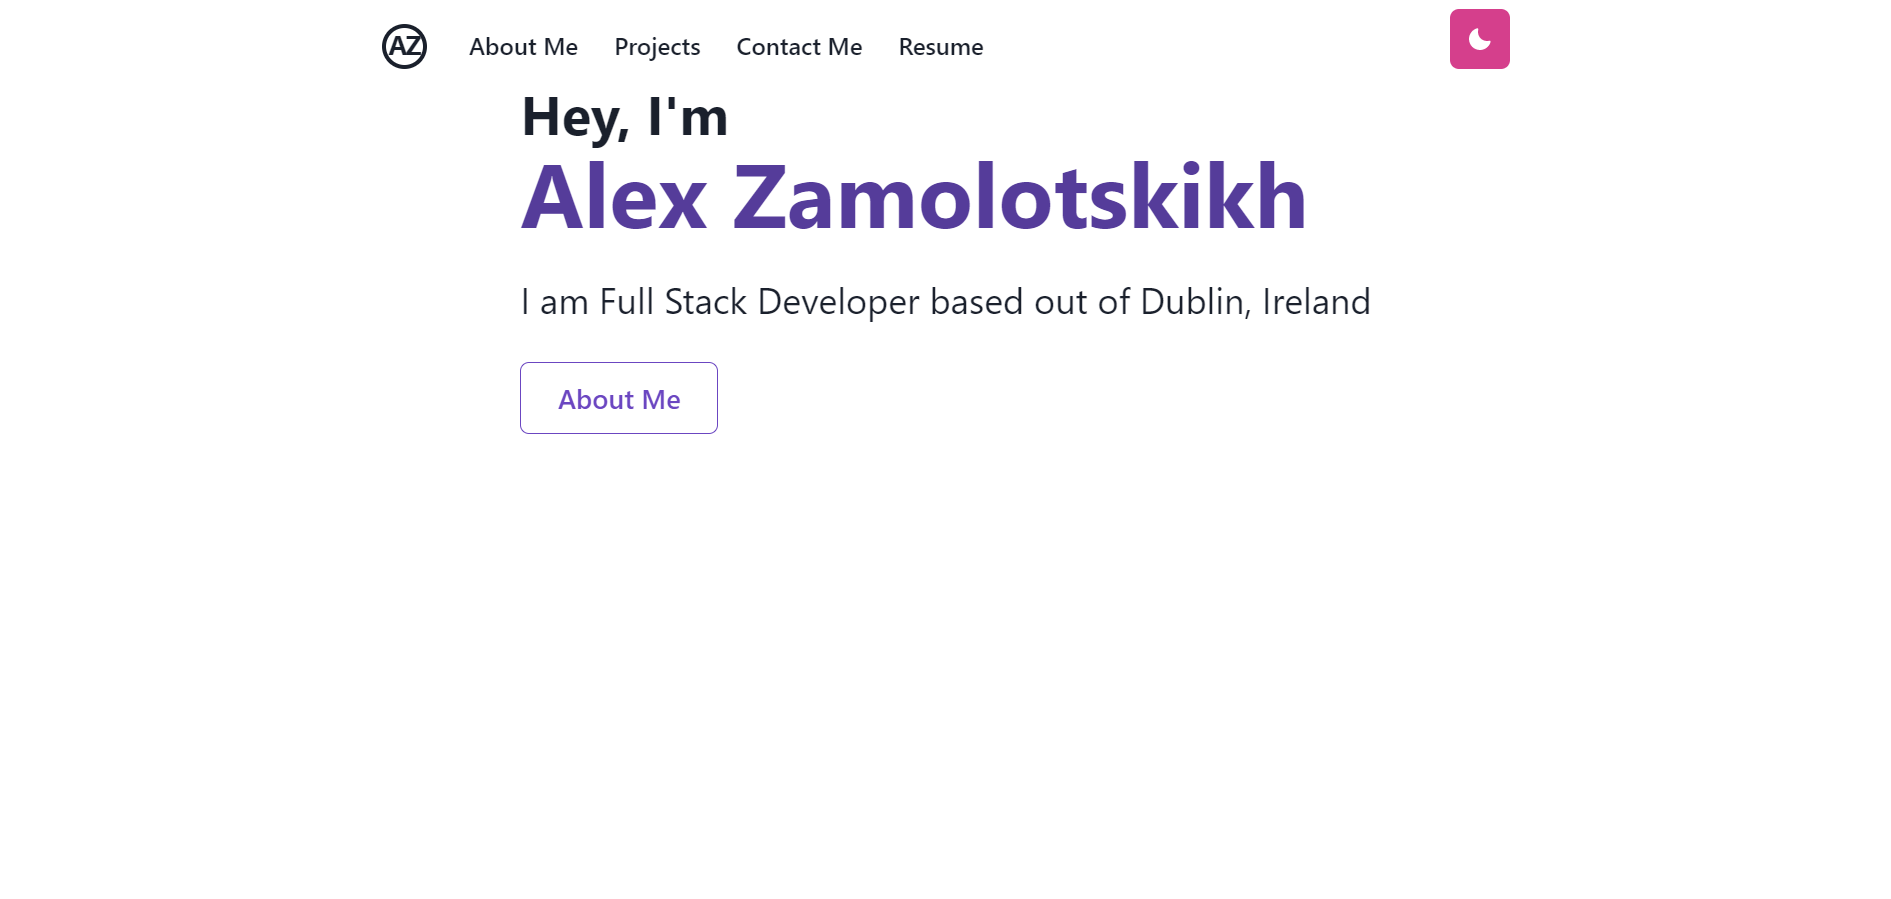 AZ About Me Projects Contact Me Resume
Hey, I'm
Alex Zamolotskikh
I am Full Stack Developer based out of Dublin, Ireland
About Me